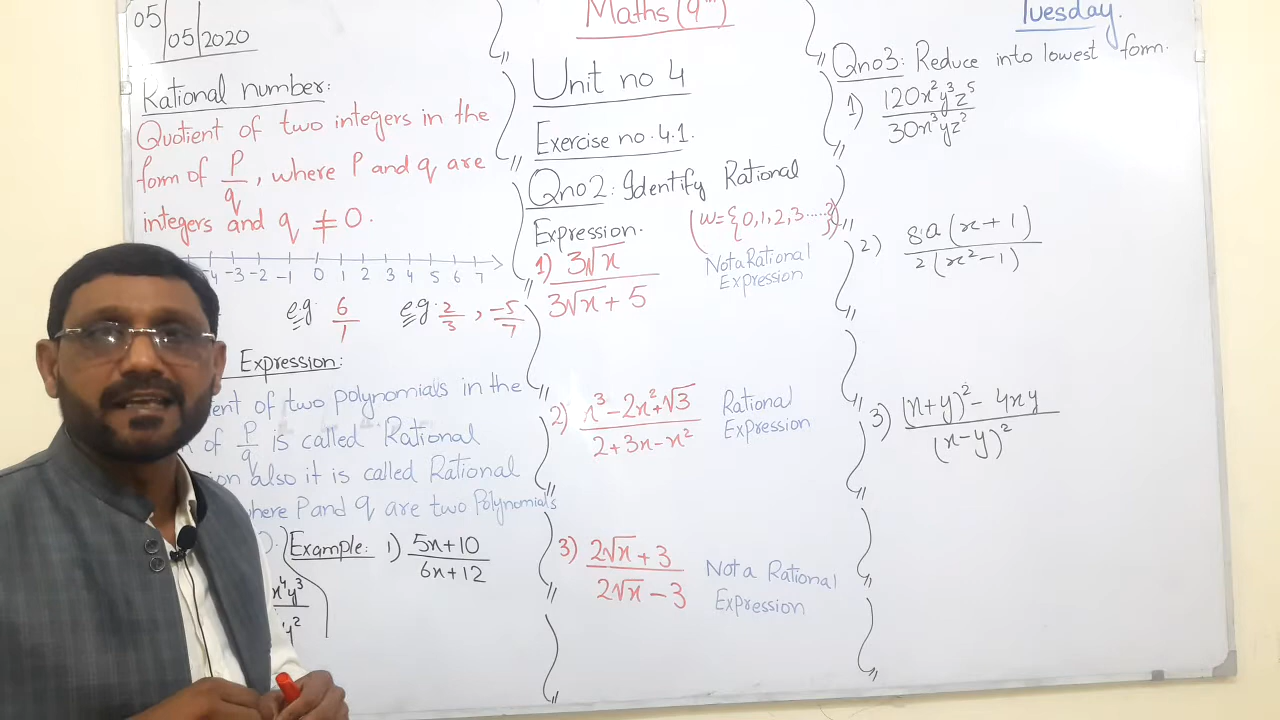 05
05 2020
Rational number:
Quotient of two integers in the
form of P/q, where P and q are
integers and q ≠ 0.
-4 -3 -2 -1 0 1 2 3 4 5 6 7
e.g 6/1 e.g. 2/3, -5/7
Expression:
ent of two polynomials in the
of P/q is called Rational
ion also it is called Rational
here P and q are two Polynomials
Example: 1) 5x+10/6x+12
x⁴y³
y²
Maths (9th)
Unit no 4
Exercise no. 4.1.
Qno2: Identify Rational
Expression. (W={0,1,2,3.....})
1) 3√x/3√x+5 Not a Rational
Expression
2) x³-2x²+√3/2+3x-x² Rational
Expression
3) 2√x+3/2√x-3 Not a Rational
Expression
Tuesday.
Qno3: Reduce into lowest form.
1) 120x²y³z⁵/30x³yz²
2) 8a(x+1)/2(x²-1)
3) (x+y)²-4xy/(x-y)²